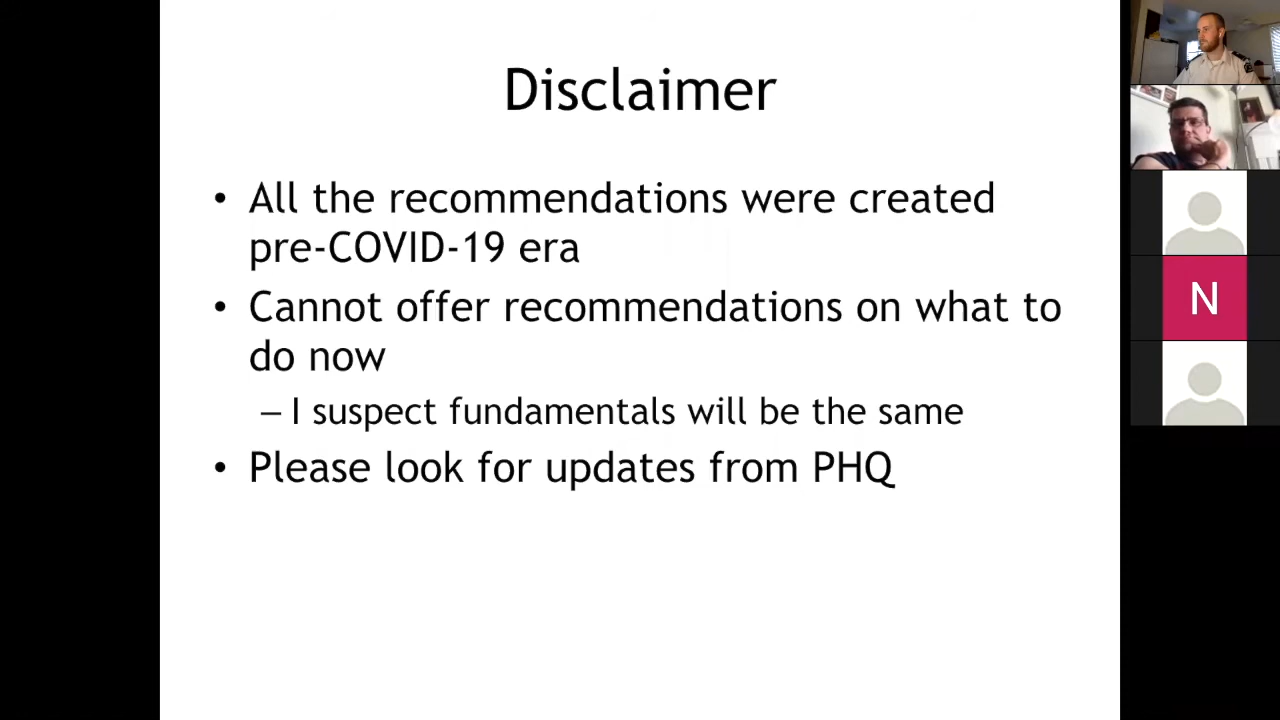 Disclaimer
• All the recommendations were created
pre-COVID-19 era
• Cannot offer recommendations on what to
do now
– I suspect fundamentals will be the same
• Please look for updates from PHQ
N